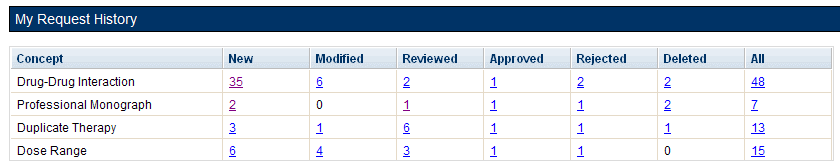 My Request History
Concept New Modified Reviewed Approved Rejected Deleted All
Drug-Drug Interaction 35 6 2 1 2 2 48
Professional Monograph 2 0 1 1 1 2 7
Duplicate Therapy 3 1 6 1 1 1 13
Dose Range 6 4 3 1 1 0 15